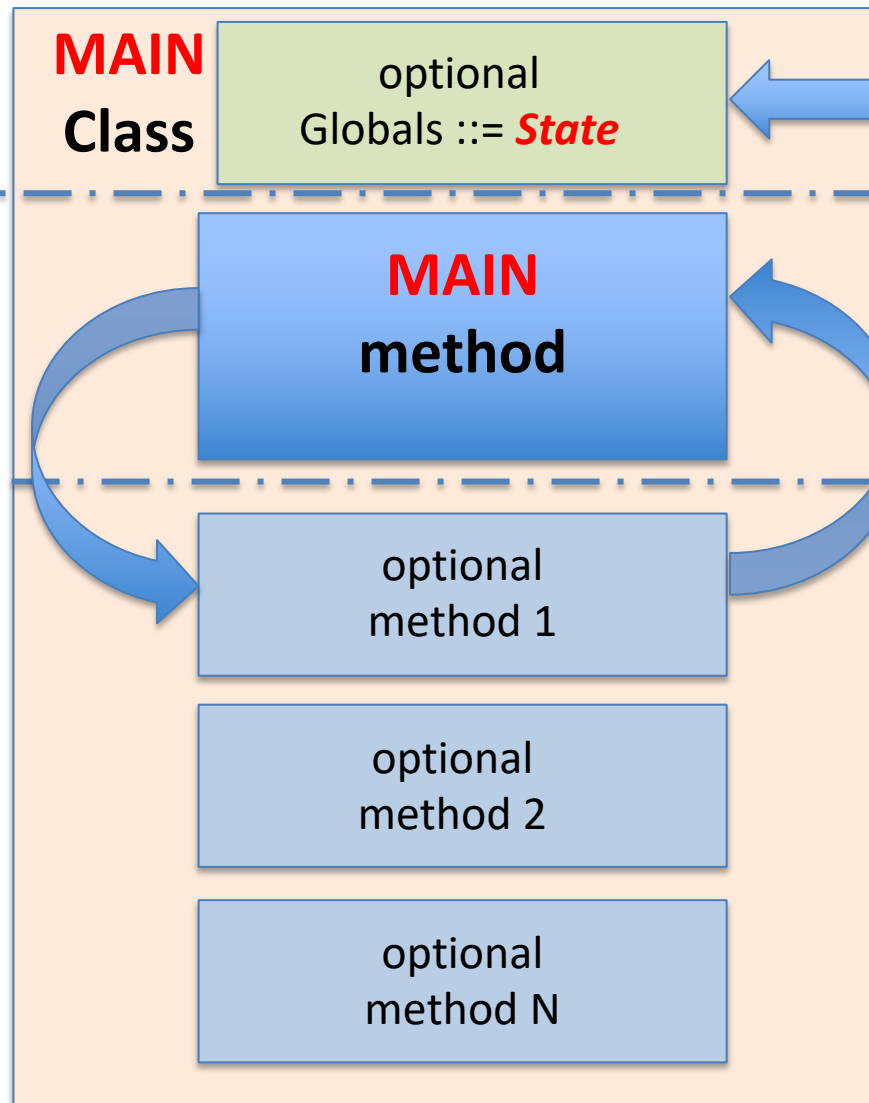 MAIN
Class
optional
Globals ::= State
MAIN
method
optional
method 1
optional
method 2
optional
method N